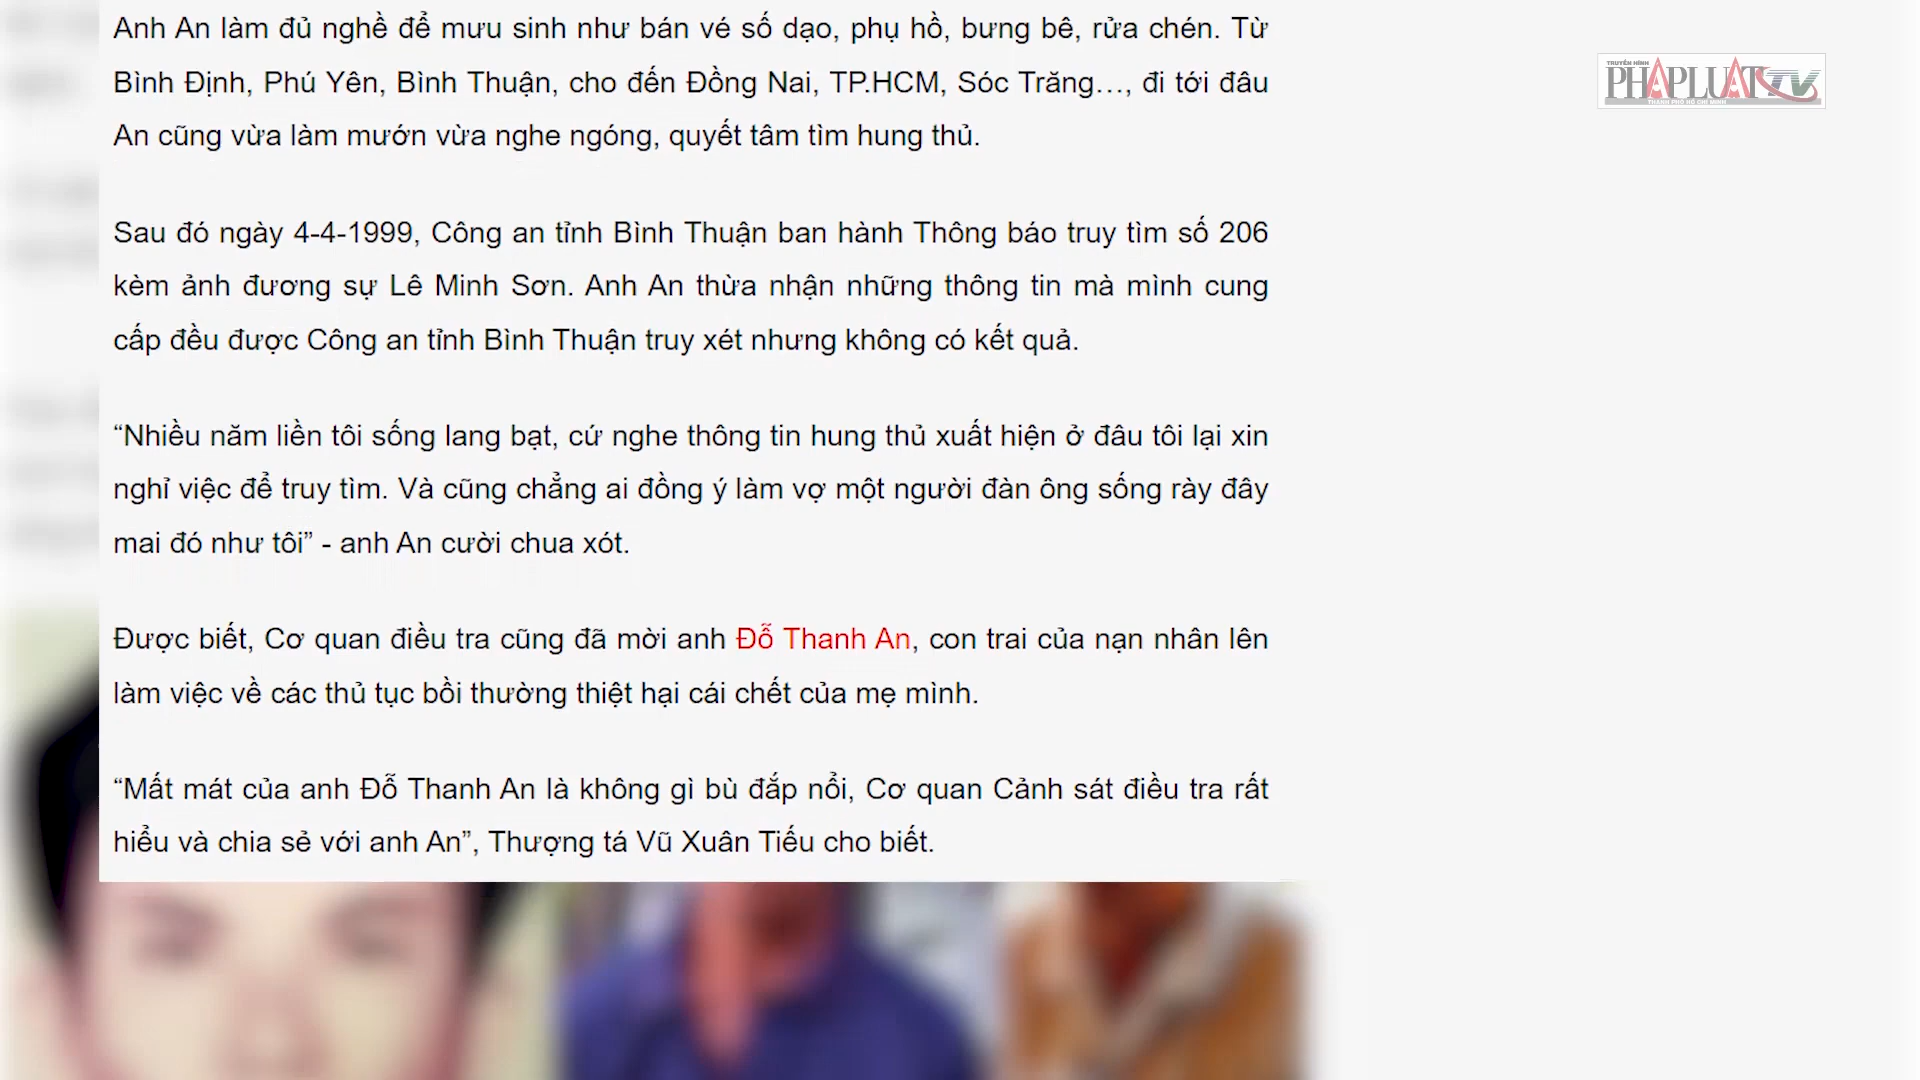 Anh An làm đủ nghề để mưu sinh như bán vé số dạo, phụ hồ, bưng bê, rửa chén. Từ
Bình Định, Phú Yên, Bình Thuận, cho đến Đồng Nai, TP.HCM, Sóc Trăng…, đi tới đâu
An cũng vừa làm mướn vừa nghe ngóng, quyết tâm tìm hung thủ.
Sau đó ngày 4-4-1999, Công an tỉnh Bình Thuận ban hành Thông báo truy tìm số 206
kèm ảnh đương sự Lê Minh Sơn. Anh An thừa nhận những thông tin mà mình cung
cấp đều được Công an tỉnh Bình Thuận truy xét nhưng không có kết quả.
“Nhiều năm liền tôi sống lang bạt, cứ nghe thông tin hung thủ xuất hiện ở đâu tôi lại xin
nghỉ việc để truy tìm. Và cũng chẳng ai đồng ý làm vợ một người đàn ông sống rày đây
mai đó như tôi” - anh An cười chua xót.
Được biết, Cơ quan điều tra cũng đã mời anh Đỗ Thanh An, con trai của nạn nhân lên
làm việc về các thủ tục bồi thường thiệt hại cái chết của mẹ mình.
“Mất mát của anh Đỗ Thanh An là không gì bù đắp nổi, Cơ quan Cảnh sát điều tra rất
hiểu và chia sẻ với anh An”, Thượng tá Vũ Xuân Tiếu cho biết.
TRUYỀN HÌNH
PHÁPLUẬT TV
THÀNH PHỐ HỒ CHÍ MINH